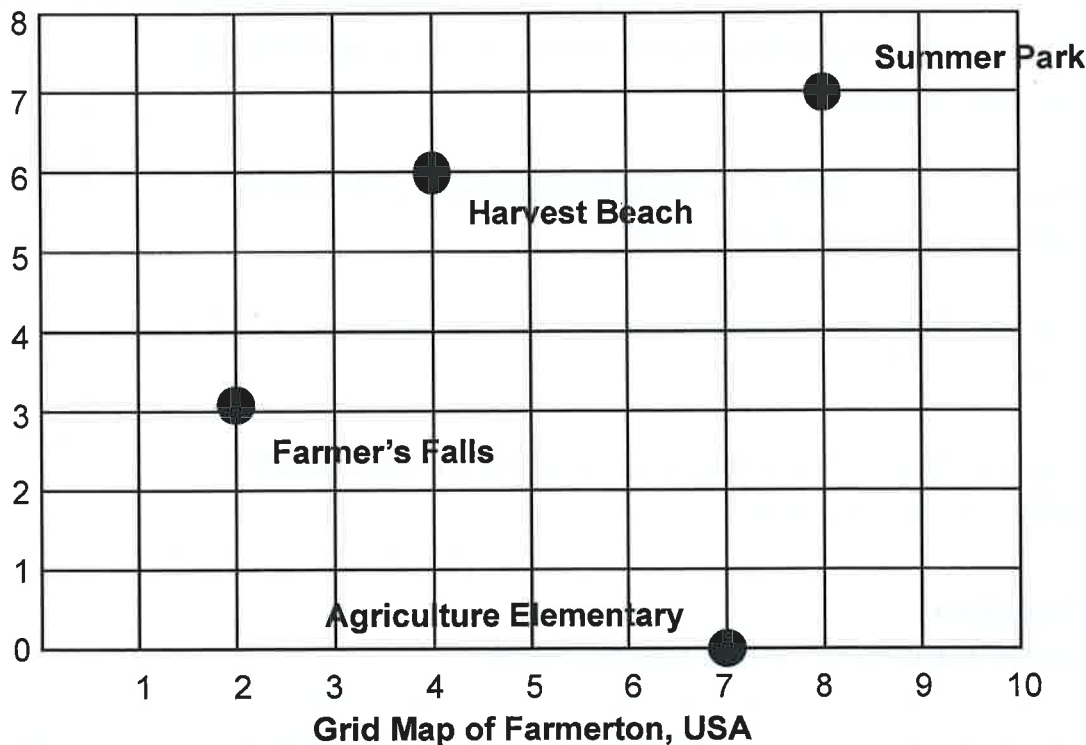 8
Summer Park
7
6
Harvest Beach
5
4
3
Farmer's Falls
2
1
Agriculture Elementary
0
1 2 3 4 5 6 7 8 9 10
Grid Map of Farmerton, USA